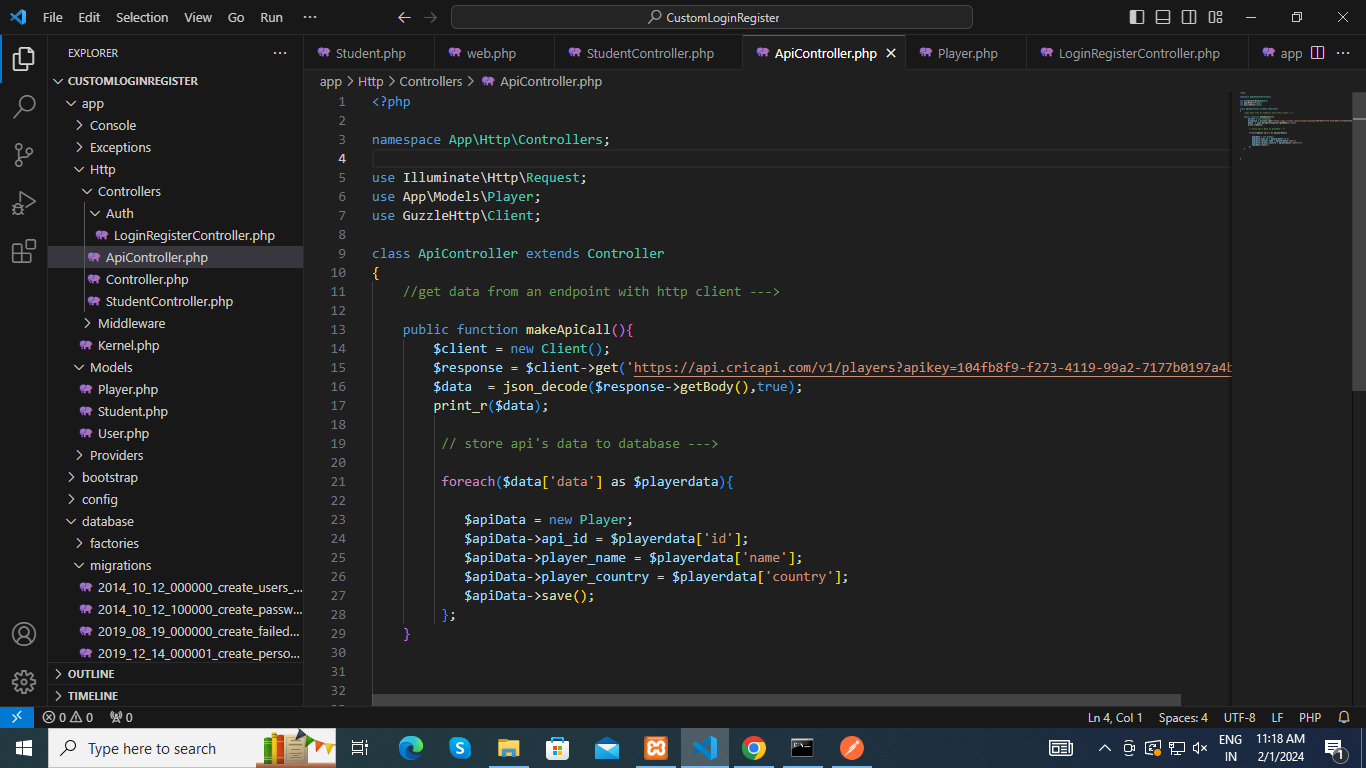 File Edit Selection View Go Run ···
CustomLoginRegister
EXPLORER ···
CUSTOMLOGINREGISTER
app
Console
Exceptions
Http
Controllers
Auth
LoginRegisterController.php
ApiController.php
Controller.php
StudentController.php
Middleware
Kernel.php
Models
Player.php
Student.php
User.php
Providers
bootstrap
config
database
factories
migrations
2014_10_12_000000_create_users_...
2014_10_12_100000_create_passw...
2019_08_19_000000_create_failed...
2019_12_14_000001_create_perso...
OUTLINE
TIMELINE
Student.php web.php StudentController.php ApiController.php Player.php LoginRegisterController.php app ···
app > Http > Controllers > ApiController.php
1 <?php
2
3 namespace App\Http\Controllers;
4
5 use Illuminate\Http\Request;
6 use App\Models\Player;
7 use GuzzleHttp\Client;
8
9 class ApiController extends Controller
10 {
11 //get data from an endpoint with http client --->
12
13 public function makeApiCall(){
14 $client = new Client();
15 $response = $client->get('https://api.cricapi.com/v1/players?apikey=104fb8f9-f273-4119-99a2-7177b0197a4b
16 $data  = json_decode($response->getBody(),true);
17 print_r($data);
18
19 // store api's data to database --->
20
21 foreach($data['data'] as $playerdata){
22
23 $apiData = new Player;
24 $apiData->api_id = $playerdata['id'];
25 $apiData->player_name = $playerdata['name'];
26 $apiData->player_country = $playerdata['country'];
27 $apiData->save();
28 };
29 }
30
31
32
0 0 0
Ln 4, Col 1 Spaces: 4 UTF-8 LF PHP
Type here to search
ENG
IN
11:18 AM
2/1/2024
1